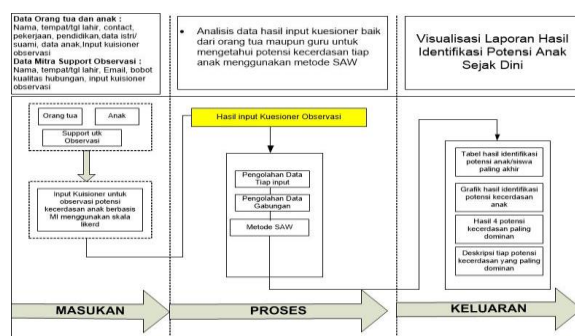 Data Orang tua dan anak :
Nama, tempat/tgl lahir, contact,
pekerjaan, pendidikan,data istri/
suami, data anak,Input kuisioner
observasi
Data Mitra Support Observasi :
Nama, tempat/tgl lahir, Email, bobot
kualitas hubungan, input kuisioner
observasi
• Analisis data hasil input kuesioner baik
dari orang tua maupun guru untuk
mengetahui potensi kecerdasan tiap
anak menggunakan metode SAW
Visualisasi Laporan Hasil
Identifikasi Potensi Anak
Sejak Dini
Orang tua
Anak
Support utk
Observasi
Input Kuisioner untuk
observasi potensi
kecerdasan anak berbasis
MI menggunakan skala
likerd
Hasil input Kuesioner Observasi
Pengolahan Data
Tiap input
Pengolahan Data
Gabungan
Metode SAW
Tabel hasil identifikasi
potensi anak/siswa
paling akhir
Grafik hasil identifikasi
potensi kecerdasan
anak
Hasil 4 potensi
kecerdasan paling
dominan
Deskripsi tiap potensi
kecerdasan yang paling
dominan
MASUKAN
PROSES
KELUARAN